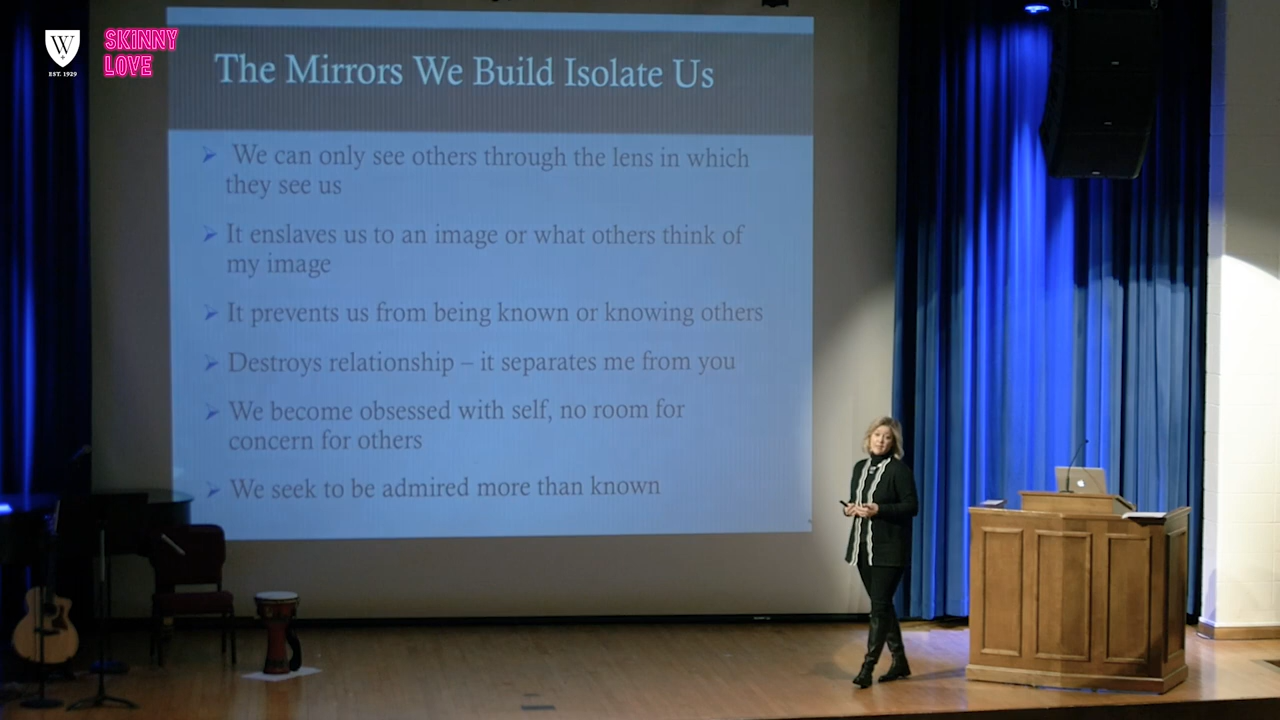 W
EST. 1929
SKiNNY
LOVE
The Mirrors We Build Isolate Us
We can only see others through the lens in which
they see us
It enslaves us to an image or what others think of
my image
It prevents us from being known or knowing others
Destroys relationship – it separates me from you
We become obsessed with self, no room for
concern for others
We seek to be admired more than known